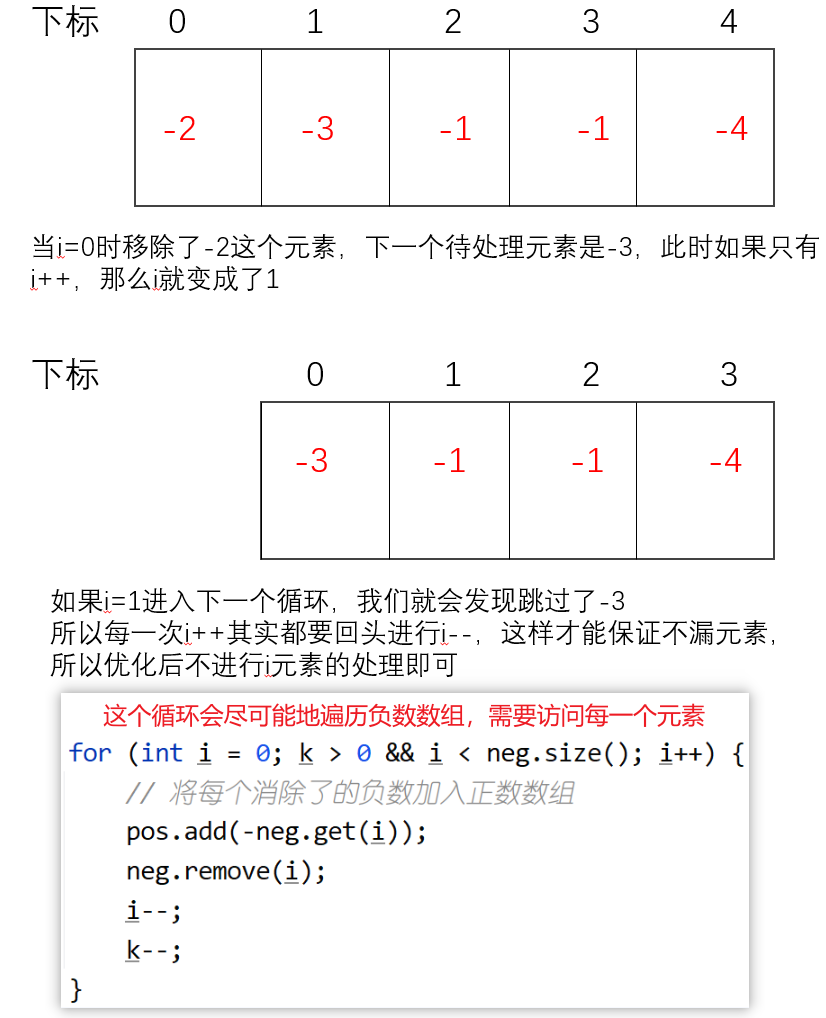 下标 0 1 2 3 4
-2 -3 -1 -1 -4
当i=0时移除了-2这个元素，下一个待处理元素是-3，此时如果只有
i++，那么i就变成了1
下标 0 1 2 3
-3 -1 -1 -4
如果i=1进入下一个循环，我们就会发现跳过了-3
所以每一次i++其实都要回头进行i--，这样才能保证不漏元素，
所以优化后不进行i元素的处理即可
这个循环会尽可能地遍历负数数组，需要访问每一个元素
for (int i = 0; k > 0 && i < neg.size(); i++) {
// 将每个消除了的负数加入正数数组
pos.add(-neg.get(i));
neg.remove(i);
i--;
k--;
}